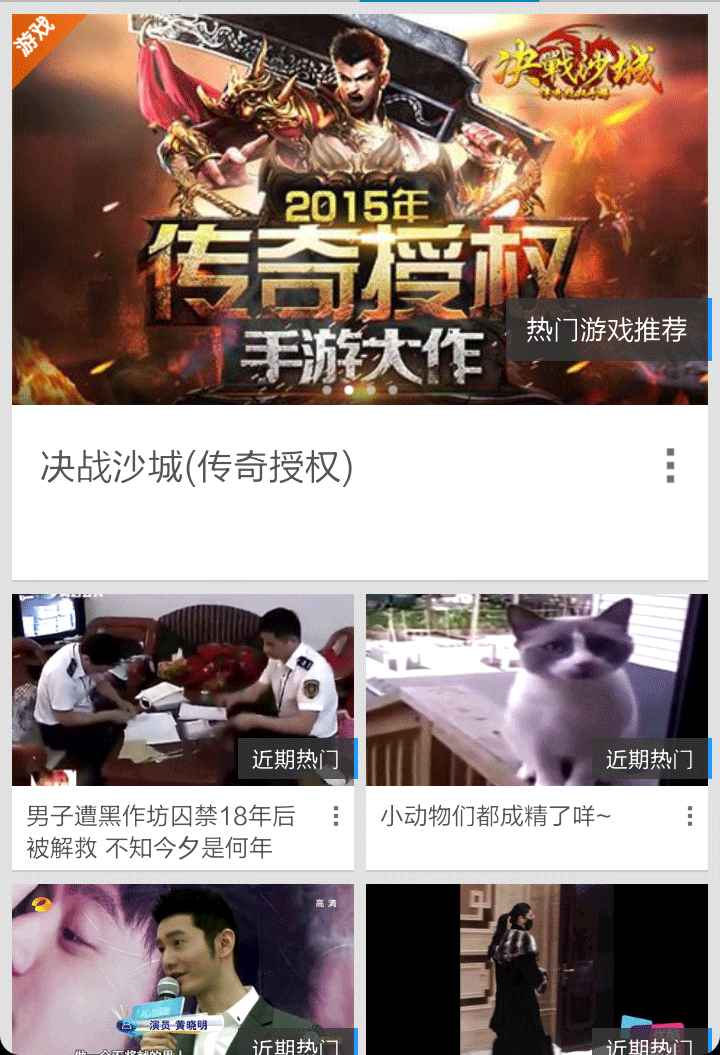 游戏
决戰沙城
2015年
传奇授权
手游大作
热门游戏推荐
决战沙城(传奇授权)
近期热门
近期热门
男子遭黑作坊囚禁18年后
被解救 不知今夕是何年
小动物们都成精了咩~
高清
演员 黄晓明
近期热门
近期热门